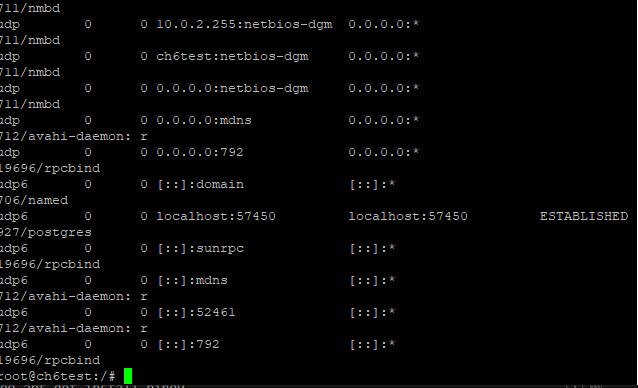 711/nmbd
udp 0 0 10.0.2.255:netbios-dgm 0.0.0.0:*
711/nmbd
udp 0 0 ch6test:netbios-dgm 0.0.0.0:*
711/nmbd
udp 0 0 0.0.0.0:netbios-dgm 0.0.0.0:*
711/nmbd
udp 0 0 0.0.0.0:mdns 0.0.0.0:*
712/avahi-daemon: r
udp 0 0 0.0.0.0:792 0.0.0.0:*
19696/rpcbind
udp6 0 0 [::]:domain [::]:*
706/named
udp6 0 0 localhost:57450 localhost:57450 ESTABLISHED
927/postgres
udp6 0 0 [::]:sunrpc [::]:*
19696/rpcbind
udp6 0 0 [::]:mdns [::]:*
712/avahi-daemon: r
udp6 0 0 [::]:52461 [::]:*
712/avahi-daemon: r
udp6 0 0 [::]:792 [::]:*
19696/rpcbind
root@ch6test:/#